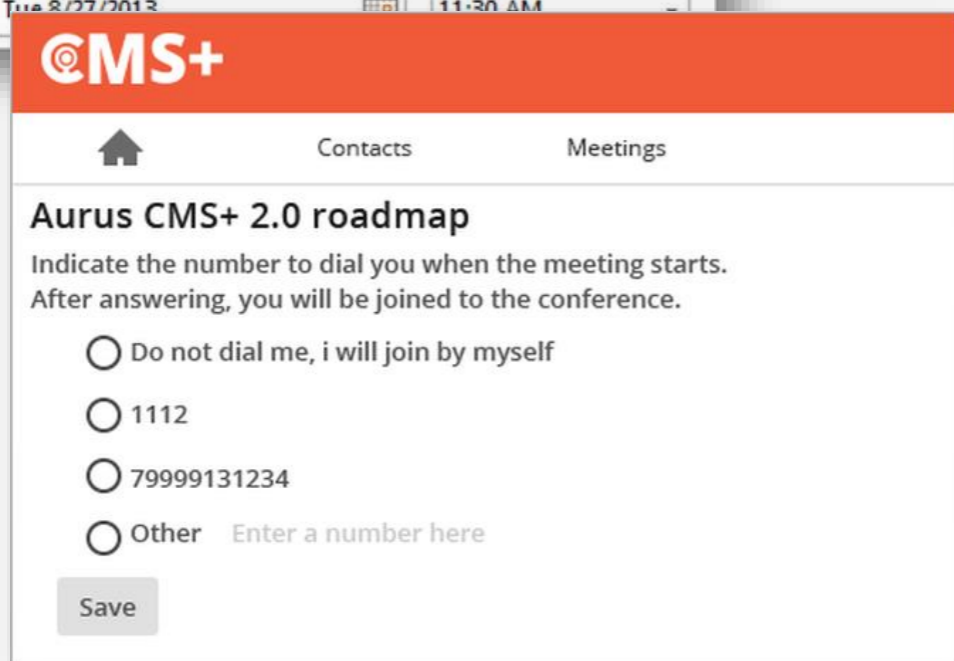 Tue 8/27/2013 11:30 AM
CMS+
Contacts Meetings
Aurus CMS+ 2.0 roadmap
Indicate the number to dial you when the meeting starts.
After answering, you will be joined to the conference.
Do not dial me, i will join by myself
1112
79999131234
Other Enter a number here
Save